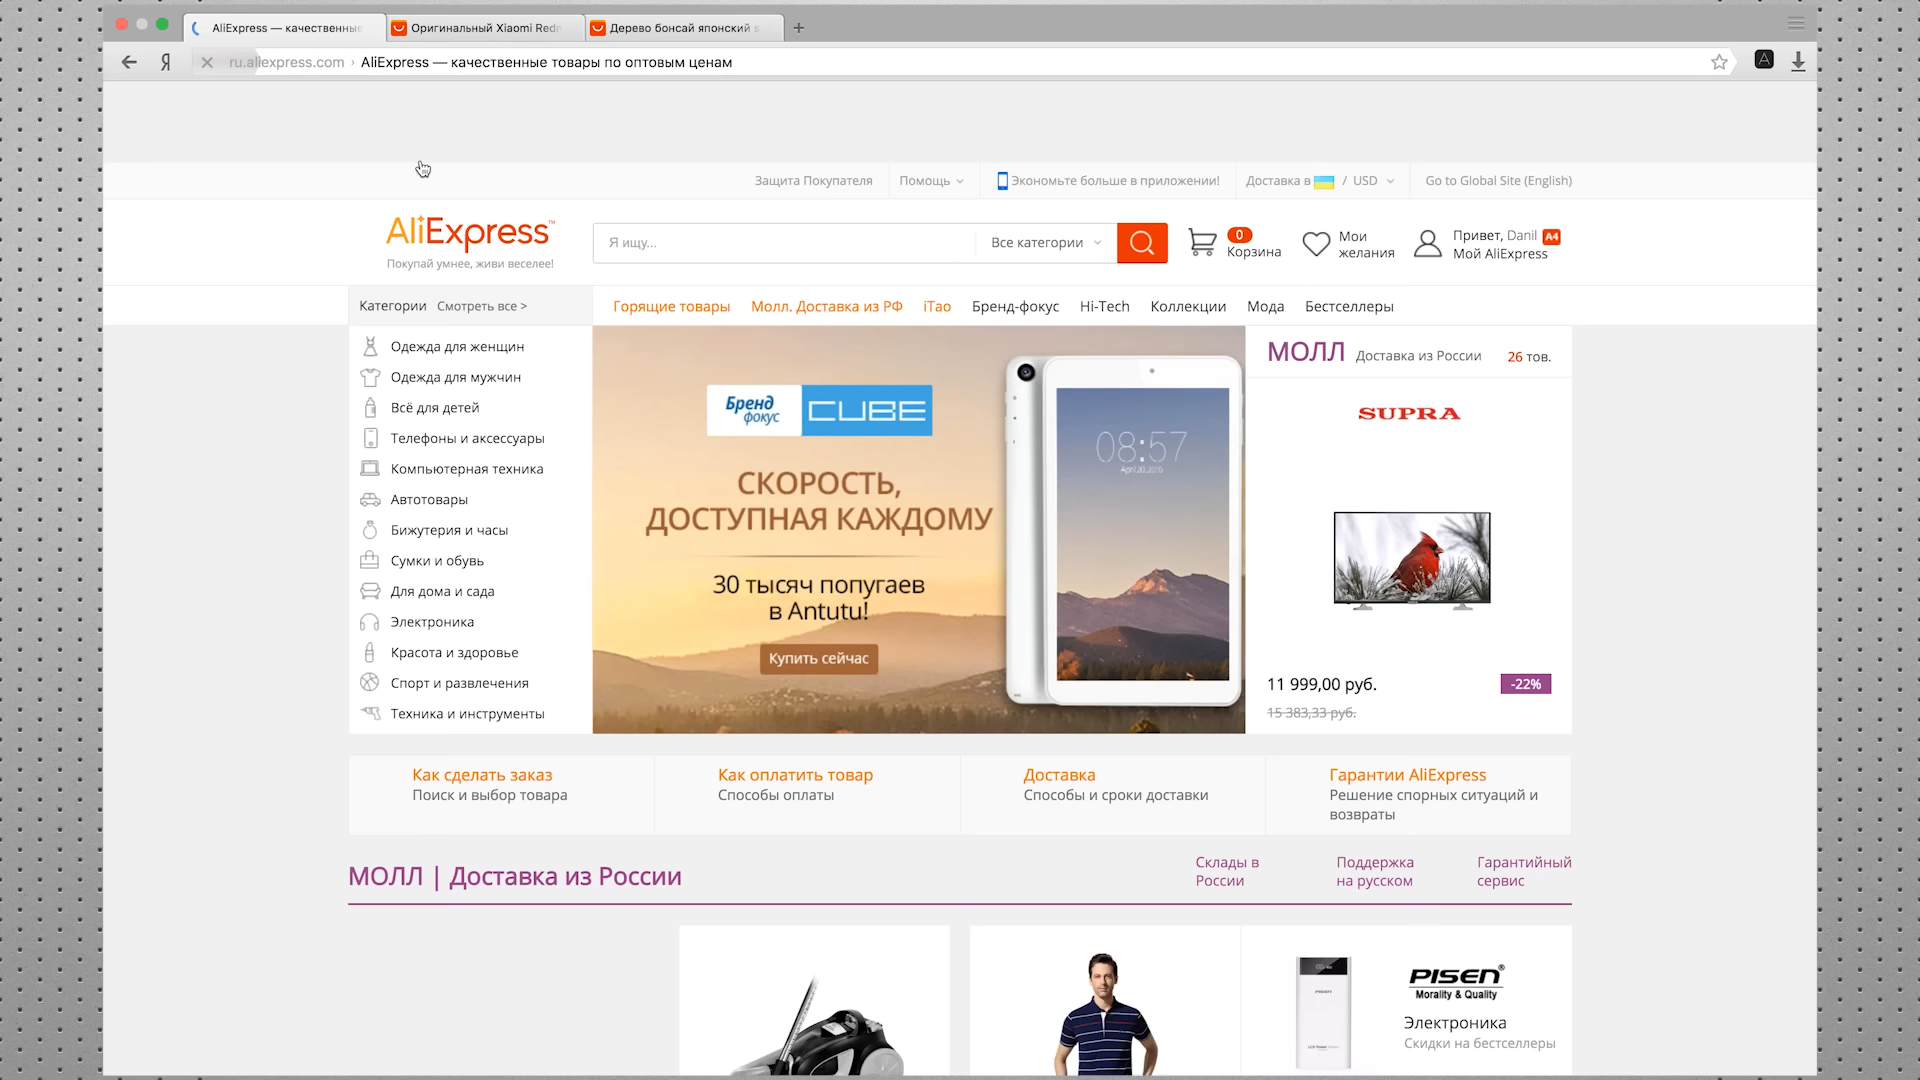 AliExpress — качественные
Оригинальный Xiaomi Redm
Дерево бонсай японский s
Я
ru.aliexpress.com › AliExpress — качественные товары по оптовым ценам
Защита Покупателя
Помощь
Экономьте больше в приложении!
Доставка в / USD
Go to Global Site (English)
AliExpress™
Покупай умнее, живи веселее!
Я ищу...
Все категории
0
Корзина
Мои
желания
Привет, Danil A4
Мой AliExpress
Категории Смотреть все >
Горящие товары
Молл. Доставка из РФ
iTao
Бренд-фокус
Hi-Tech
Коллекции
Мода
Бестселлеры
Одежда для женщин
Одежда для мужчин
Всё для детей
Телефоны и аксессуары
Компьютерная техника
Автотовары
Бижутерия и часы
Сумки и обувь
Для дома и сада
Электроника
Красота и здоровье
Спорт и развлечения
Техника и инструменты
Бренд
фокус
CUBE
СКОРОСТЬ,
ДОСТУПНАЯ КАЖДОМУ
30 тысяч попугаев
в Antutu!
Купить сейчас
08:57
МОЛЛ Доставка из России 26 тов.
SUPRA
11 999,00 руб.
-22%
15 383,33 руб.
Как сделать заказ
Поиск и выбор товара
Как оплатить товар
Способы оплаты
Доставка
Способы и сроки доставки
Гарантии AliExpress
Решение спорных ситуаций и
возвраты
МОЛЛ | Доставка из России
Склады в
России
Поддержка
на русском
Гарантийный
сервис
PISEN®
Morality & Quality
Электроника
Скидки на бестселлеры